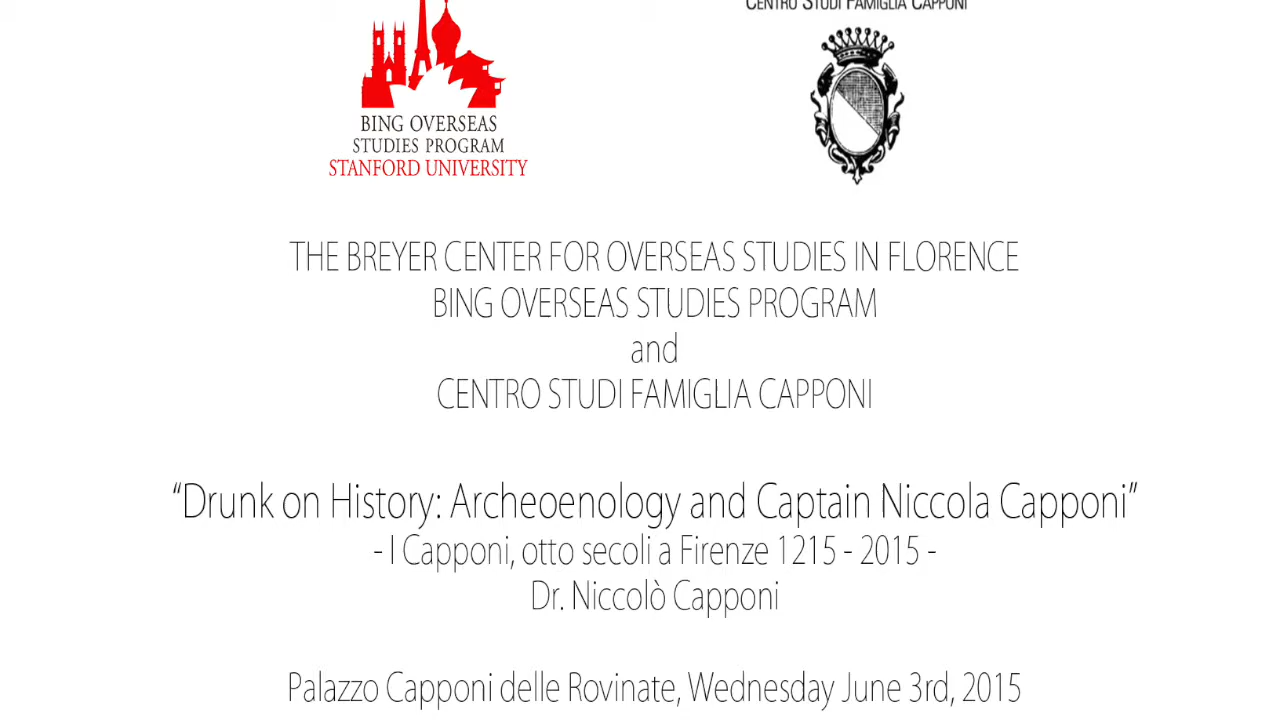 CENTRO STUDI FAMIGLIA CAPPONI
BING OVERSEAS
STUDIES PROGRAM
STANFORD UNIVERSITY
THE BREYER CENTER FOR OVERSEAS STUDIES IN FLORENCE
BING OVERSEAS STUDIES PROGRAM
and
CENTRO STUDI FAMIGLIA CAPPONI
“Drunk on History: Archeoenology and Captain Niccola Capponi”
- I Capponi, otto secoli a Firenze 1215 - 2015 -
Dr. Niccolò Capponi
Palazzo Capponi delle Rovinate, Wednesday June 3rd, 2015